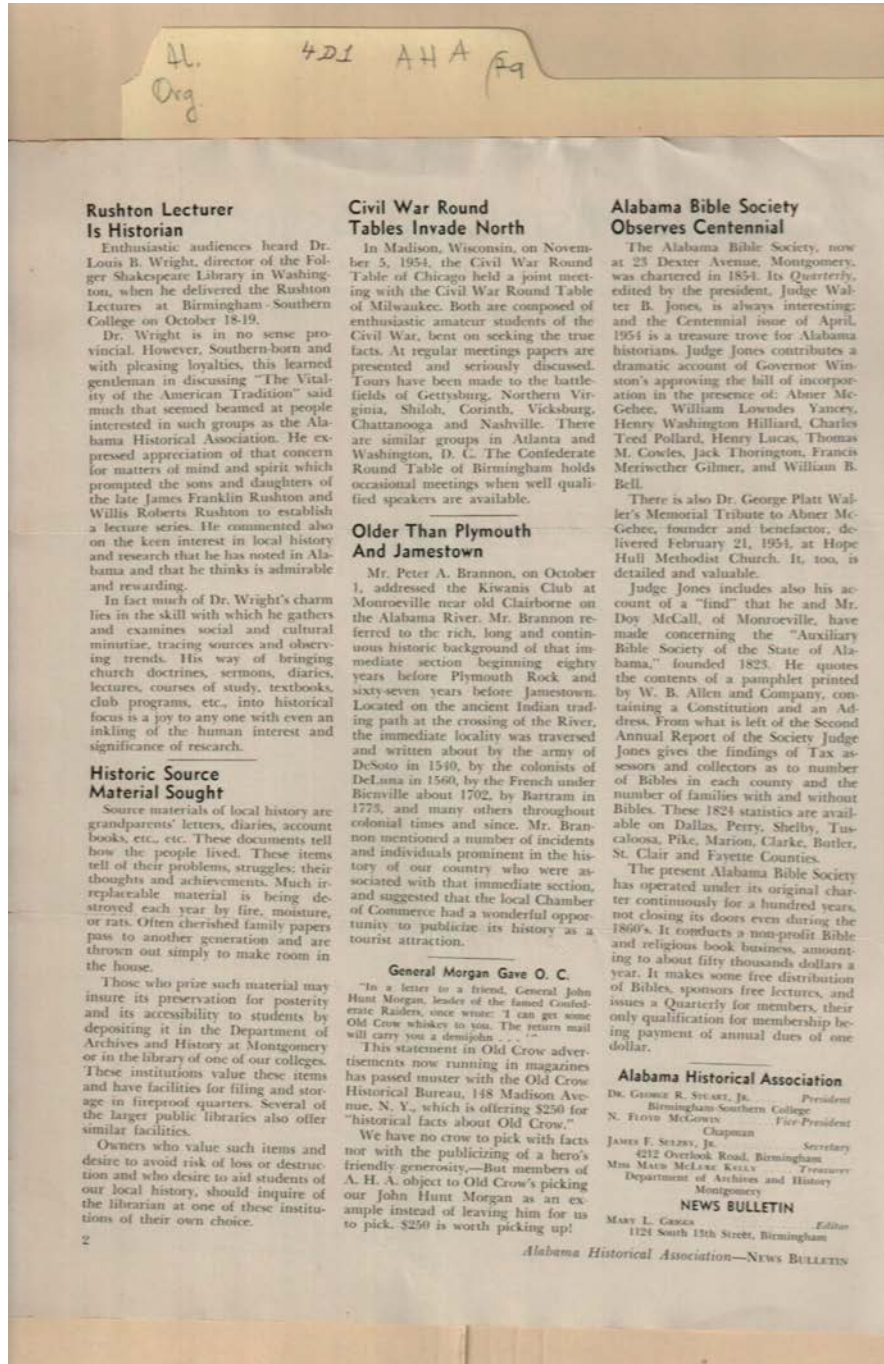 Al. 4D1 AHA
Org.
Rushton Lecturer
Is Historian
Enthusiastic audiences heard Dr.
Louis B. Wright, director of the Fol-
ger Shakespeare Library in Washing-
ton, when he delivered the Rushton
Lectures at Birmingham-Southern
College on October 18-19.
Dr. Wright is in no sense pro-
vincial. However, Southern-born and
with pleasing loyalties, this learned
gentleman in discussing "The Vital-
ity of the American Tradition" said
much that seemed beamed at people
interested in such groups as the Ala-
bama Historical Association. He ex-
pressed appreciation of that concern
for matters of mind and spirit which
prompted the sons and daughters of
the late James Franklin Rushton and
Willis Roberts Rushton to establish
a lecture series. He commented also
on the keen interest in local history
and research that he has noted in Ala-
bama and that he thinks is admirable
and rewarding.
In fact much of Dr. Wright's charm
lies in the skill with which he gathers
and examines social and cultural
minutiae, tracing sources and observ-
ing trends. His way of bringing
church doctrines, sermons, diaries,
lectures, courses of study, textbooks,
club programs, etc., into historical
focus is a joy to any one with even an
inkling of the human interest and
significance of research.
Historic Source
Material Sought
Source materials of local history are
grandparents' letters, diaries, account
books, etc., etc. These documents tell
how the people lived. These items
tell of their problems, struggles; their
thoughts and achievements. Much ir-
replaceable material is being de-
stroyed each year by fire, moisture,
or rats. Often cherished family papers
pass to another generation and are
thrown out simply to make room in
the house.
Those who prize such material may
insure its preservation for posterity
and its accessibility to students by
depositing it in the Department of
Archives and History at Montgomery
or in the library of one of our colleges.
These institutions value these items
and have facilities for filing and stor-
age in fireproof quarters. Several of
the larger public libraries also offer
similar facilities.
Owners who value such items and
desire to avoid risk of loss or destruc-
tion and who desire to aid students of
our local history, should inquire of
the librarian at one of these institu-
tions of their own choice.
2
Civil War Round
Tables Invade North
In Madison, Wisconsin, on Novem-
ber 5, 1954, the Civil War Round
Table of Chicago held a joint meet-
ing with the Civil War Round Table
of Milwaukee. Both are composed of
enthusiastic amateur students of the
Civil War, bent on seeking the true
facts. At regular meetings papers are
presented and seriously discussed.
Tours have been made to the battle-
fields of Gettysburg, Northern Vir-
ginia, Shiloh, Corinth, Vicksburg,
Chattanooga and Nashville. There
are similar groups in Atlanta and
Washington, D. C. The Confederate
Round Table of Birmingham holds
occasional meetings when well quali-
fied speakers are available.
Older Than Plymouth
And Jamestown
Mr. Peter A. Brannon, on October
1, addressed the Kiwanis Club at
Monroeville near old Clairborne on
the Alabama River. Mr. Brannon re-
ferred to the rich, long and contin-
uous historic background of that im-
mediate section beginning eighty
years before Plymouth Rock and
sixty-seven years before Jamestown.
Located on the ancient Indian trad-
ing path at the crossing of the River,
the immediate locality was traversed
and written about by the army of
DeSoto in 1540, by the colonists of
DeLuna in 1560, by the French under
Bienville about 1702, by Bartram in
1773, and many others throughout
colonial times and since. Mr. Bran-
non mentioned a number of incidents
and individuals prominent in the his-
tory of our country who were as-
sociated with that immediate section,
and suggested that the local Chamber
of Commerce had a wonderful oppor-
tunity to publicize its history as a
tourist attraction.
General Morgan Gave O. C.
"In a letter to a friend, General John
Hunt Morgan, leader of the famed Confed-
erate Raiders, once wrote: 'I can get some
Old Crow whiskey to you. The return mail
will carry you a demijohn . . . '"
This statement in Old Crow adver-
tisements now running in magazines
has passed muster with the Old Crow
Historical Bureau, 148 Madison Ave-
nue, N. Y., which is offering $250 for
"historical facts about Old Crow."
We have no crow to pick with facts
nor with the publicizing of a hero's
friendly generosity,—But members of
A. H. A. object to Old Crow's picking
our John Hunt Morgan as an ex-
ample instead of leaving him for us
to pick. $250 is worth picking up!
Alabama Bible Society
Observes Centennial
The Alabama Bible Society, now
at 23 Dexter Avenue, Montgomery,
was chartered in 1854. Its Quarterly,
edited by the president, Judge Wal-
ter B. Jones, is always interesting;
and the Centennial issue of April,
1954 is a treasure trove for Alabama
historians. Judge Jones contributes a
dramatic account of Governor Win-
ston's approving the bill of incorpor-
ation in the presence of: Abner Mc-
Gehee, William Lowndes Yancey,
Henry Washington Hilliard, Charles
Teed Pollard, Henry Lucas, Thomas
M. Cowles, Jack Thorington, Francis
Meriwether Gilmer, and William B.
Bell.
There is also Dr. George Platt Wal-
ler's Memorial Tribute to Abner Mc-
Gehee, founder and benefactor, de-
livered February 21, 1954, at Hope
Hull Methodist Church. It, too, is
detailed and valuable.
Judge Jones includes also his ac-
count of a "find" that he and Mr.
Doy McCall, of Monroeville, have
made concerning the "Auxiliary
Bible Society of the State of Ala-
bama," founded 1823. He quotes
the contents of a pamphlet printed
by W. B. Allen and Company, con-
taining a Constitution and an Ad-
dress. From what is left of the Second
Annual Report of the Society Judge
Jones gives the findings of Tax as-
sessors and collectors as to number
of Bibles in each county and the
number of families with and without
Bibles. These 1824 statistics are avail-
able on Dallas, Perry, Shelby, Tus-
caloosa, Pike, Marion, Clarke, Butler,
St. Clair and Fayette Counties.
The present Alabama Bible Society
has operated under its original char-
ter continuously for a hundred years,
not closing its doors even during the
1860's. It conducts a non-profit Bible
and religious book business, amount-
ing to about fifty thousands dollars a
year. It makes some free distribution
of Bibles, sponsors free lectures, and
issues a Quarterly for members, their
only qualification for membership be-
ing payment of annual dues of one
dollar.
Alabama Historical Association
Dr. George R. Stuart, Jr. President
Birmingham-Southern College
N. Floyd McGowin Vice-President
Chapman
James F. Sulzby, Jr. Secretary
4212 Overlook Road, Birmingham
Miss Maud McLure Kelly Treasurer
Department of Archives and History
Montgomery
NEWS BULLETIN
Mary L. Griggs Editor
1124 South 15th Street, Birmingham
Alabama Historical Association—News Bulletin